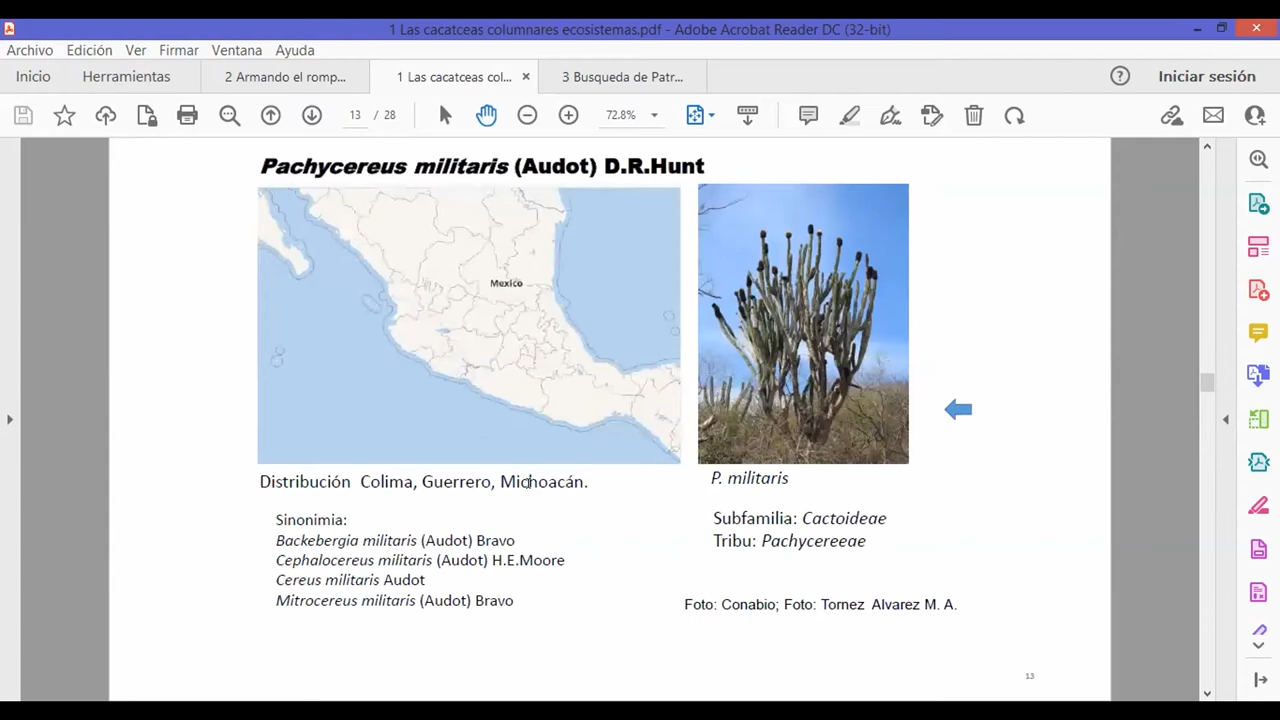 1 Las cacatceas columnares ecosistemas.pdf - Adobe Acrobat Reader DC (32-bit)
Archivo Edición Ver Firmar Ventana Ayuda
Inicio Herramientas 2 Armando el romp... 1 Las cacatceas col... × 3 Busqueda de Patr... Iniciar sesión
13 / 28 72.8%
Pachycereus militaris (Audot) D.R.Hunt
Mexico
Distribución Colima, Guerrero, Michoacán.
P. militaris
Sinonimia:
Backebergia militaris (Audot) Bravo
Cephalocereus militaris (Audot) H.E.Moore
Cereus militaris Audot
Mitrocereus militaris (Audot) Bravo
Subfamilia: Cactoideae
Tribu: Pachycereeae
Foto: Conabio; Foto: Tornez Alvarez M. A.
13